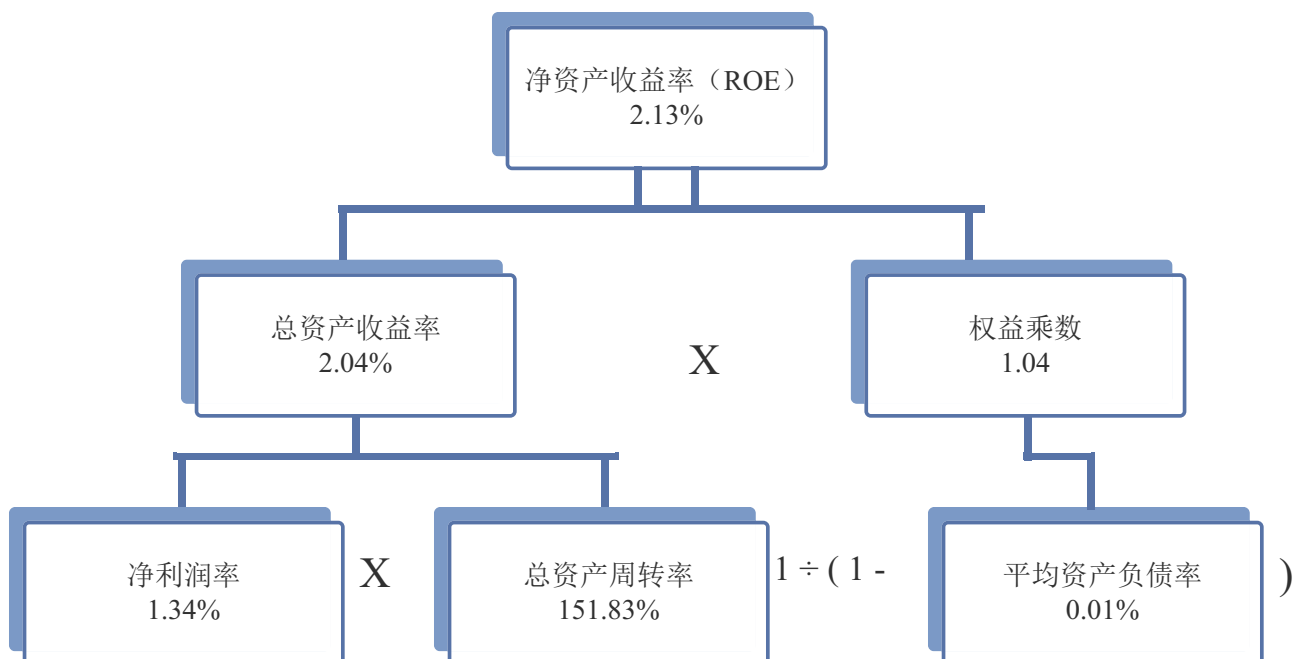 净资产收益率（ROE）
2.13%
总资产收益率
2.04%
X
权益乘数
1.04
净利润率
1.34%
X
总资产周转率
151.83%
1 ÷ ( 1 -
平均资产负债率
0.01%
)